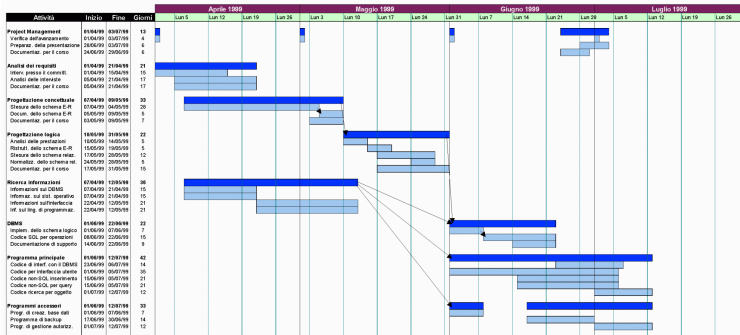 Aprile 1999 Maggio 1999 Giugno 1999 Luglio 1999
Attività Inizio Fine Giorni Lun 5 Lun 12 Lun 19 Lun 26 Lun 3 Lun 10 Lun 17 Lun 24 Lun 31 Lun 7 Lun 14 Lun 21 Lun 28 Lun 5 Lun 12 Lun 19 Lun 26
Project Management 01/04/99 03/07/99 13
Verifica dell'avanzamento 01/04/99 03/07/99 4
Preparaz. della presentazione 28/06/99 03/07/99 6
Documentaz. per il corso 24/06/99 29/06/99 6
Analisi dei requisiti 01/04/99 21/04/99 21
Interv. presso il committ. 01/04/99 15/04/99 15
Analisi delle interviste 05/04/99 21/04/99 17
Documentaz. per il corso 05/04/99 21/04/99 17
Progettazione concettuale 07/04/99 09/05/99 33
Stesura dello schema E-R 07/04/99 04/05/99 28
Docum. dello schema E-R 05/05/99 09/05/99 5
Documentaz. per il corso 03/05/99 09/05/99 7
Progettazione logica 10/05/99 31/05/99 22
Analisi delle prestazioni 10/05/99 14/05/99 5
Ristrutt. dello schema E-R 15/05/99 19/05/99 5
Stesura dello schema relaz. 17/05/99 28/05/99 12
Normalizz. dello schema rel. 24/05/99 28/05/99 5
Documentaz. per il corso 17/05/99 31/05/99 15
Ricerca informazioni 07/04/99 12/05/99 36
Informazioni sul DBMS 07/04/99 21/04/99 15
Informaz. sul sist. operativo 07/04/99 21/04/99 15
Informazioni sull'interfaccia 22/04/99 12/05/99 21
Inf. sul ling. di programmaz. 22/04/99 12/05/99 21
DBMS 01/06/99 22/06/99 22
Implem. dello schema logico 01/06/99 07/06/99 7
Codice SQL per operazioni 08/06/99 22/06/99 15
Documentazione di supporto 14/06/99 22/06/99 9
Programma principale 01/06/99 12/07/99 42
Codice di interf. con il DBMS 23/06/99 06/07/99 14
Codice per interfaccia utente 01/06/99 05/07/99 35
Codice non-SQL inserimento 15/06/99 05/07/99 21
Codice non-SQL per query 15/06/99 05/07/99 21
Codice ricerca per oggetto 01/07/99 12/07/99 12
Programmi accessori 01/06/99 12/07/99 33
Progr. di creaz. base dati 01/06/99 07/06/99 7
Programma di backup 17/06/99 30/06/99 14
Progr. di gestione autorizz. 01/07/99 12/07/99 12